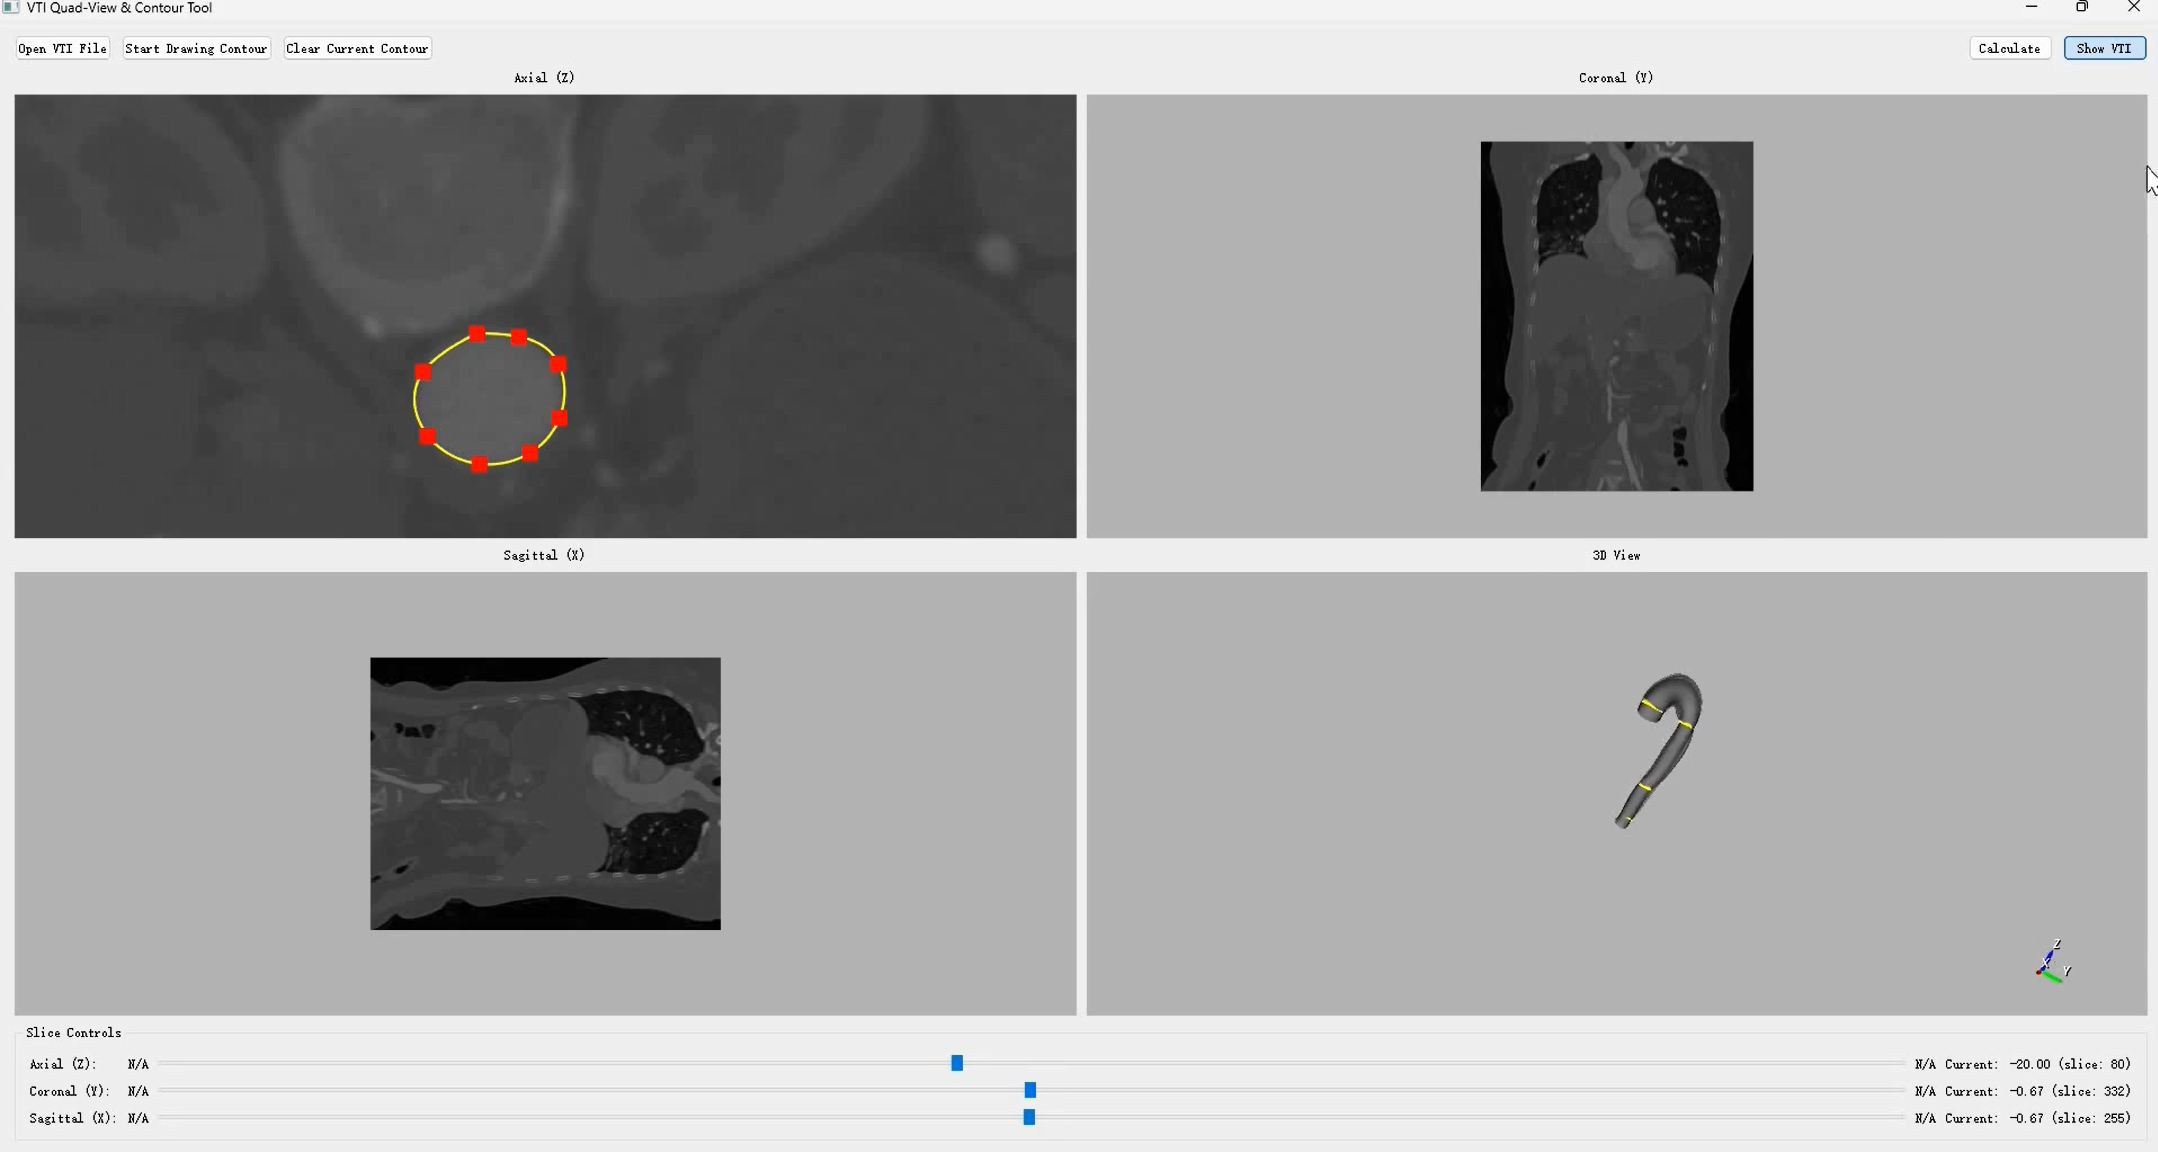 VTI Quad-View & Contour Tool
Open VTI File Start Drawing Contour Clear Current Contour Calculate Show VTI
Axial (Z) Coronal (Y)
Sagittal (X) 3D View
Z
X
Y
Slice Controls
Axial (Z): N/A N/A Current: -20.00 (slice: 80)
Coronal (Y): N/A N/A Current: -0.67 (slice: 332)
Sagittal (X): N/A N/A Current: -0.67 (slice: 255)